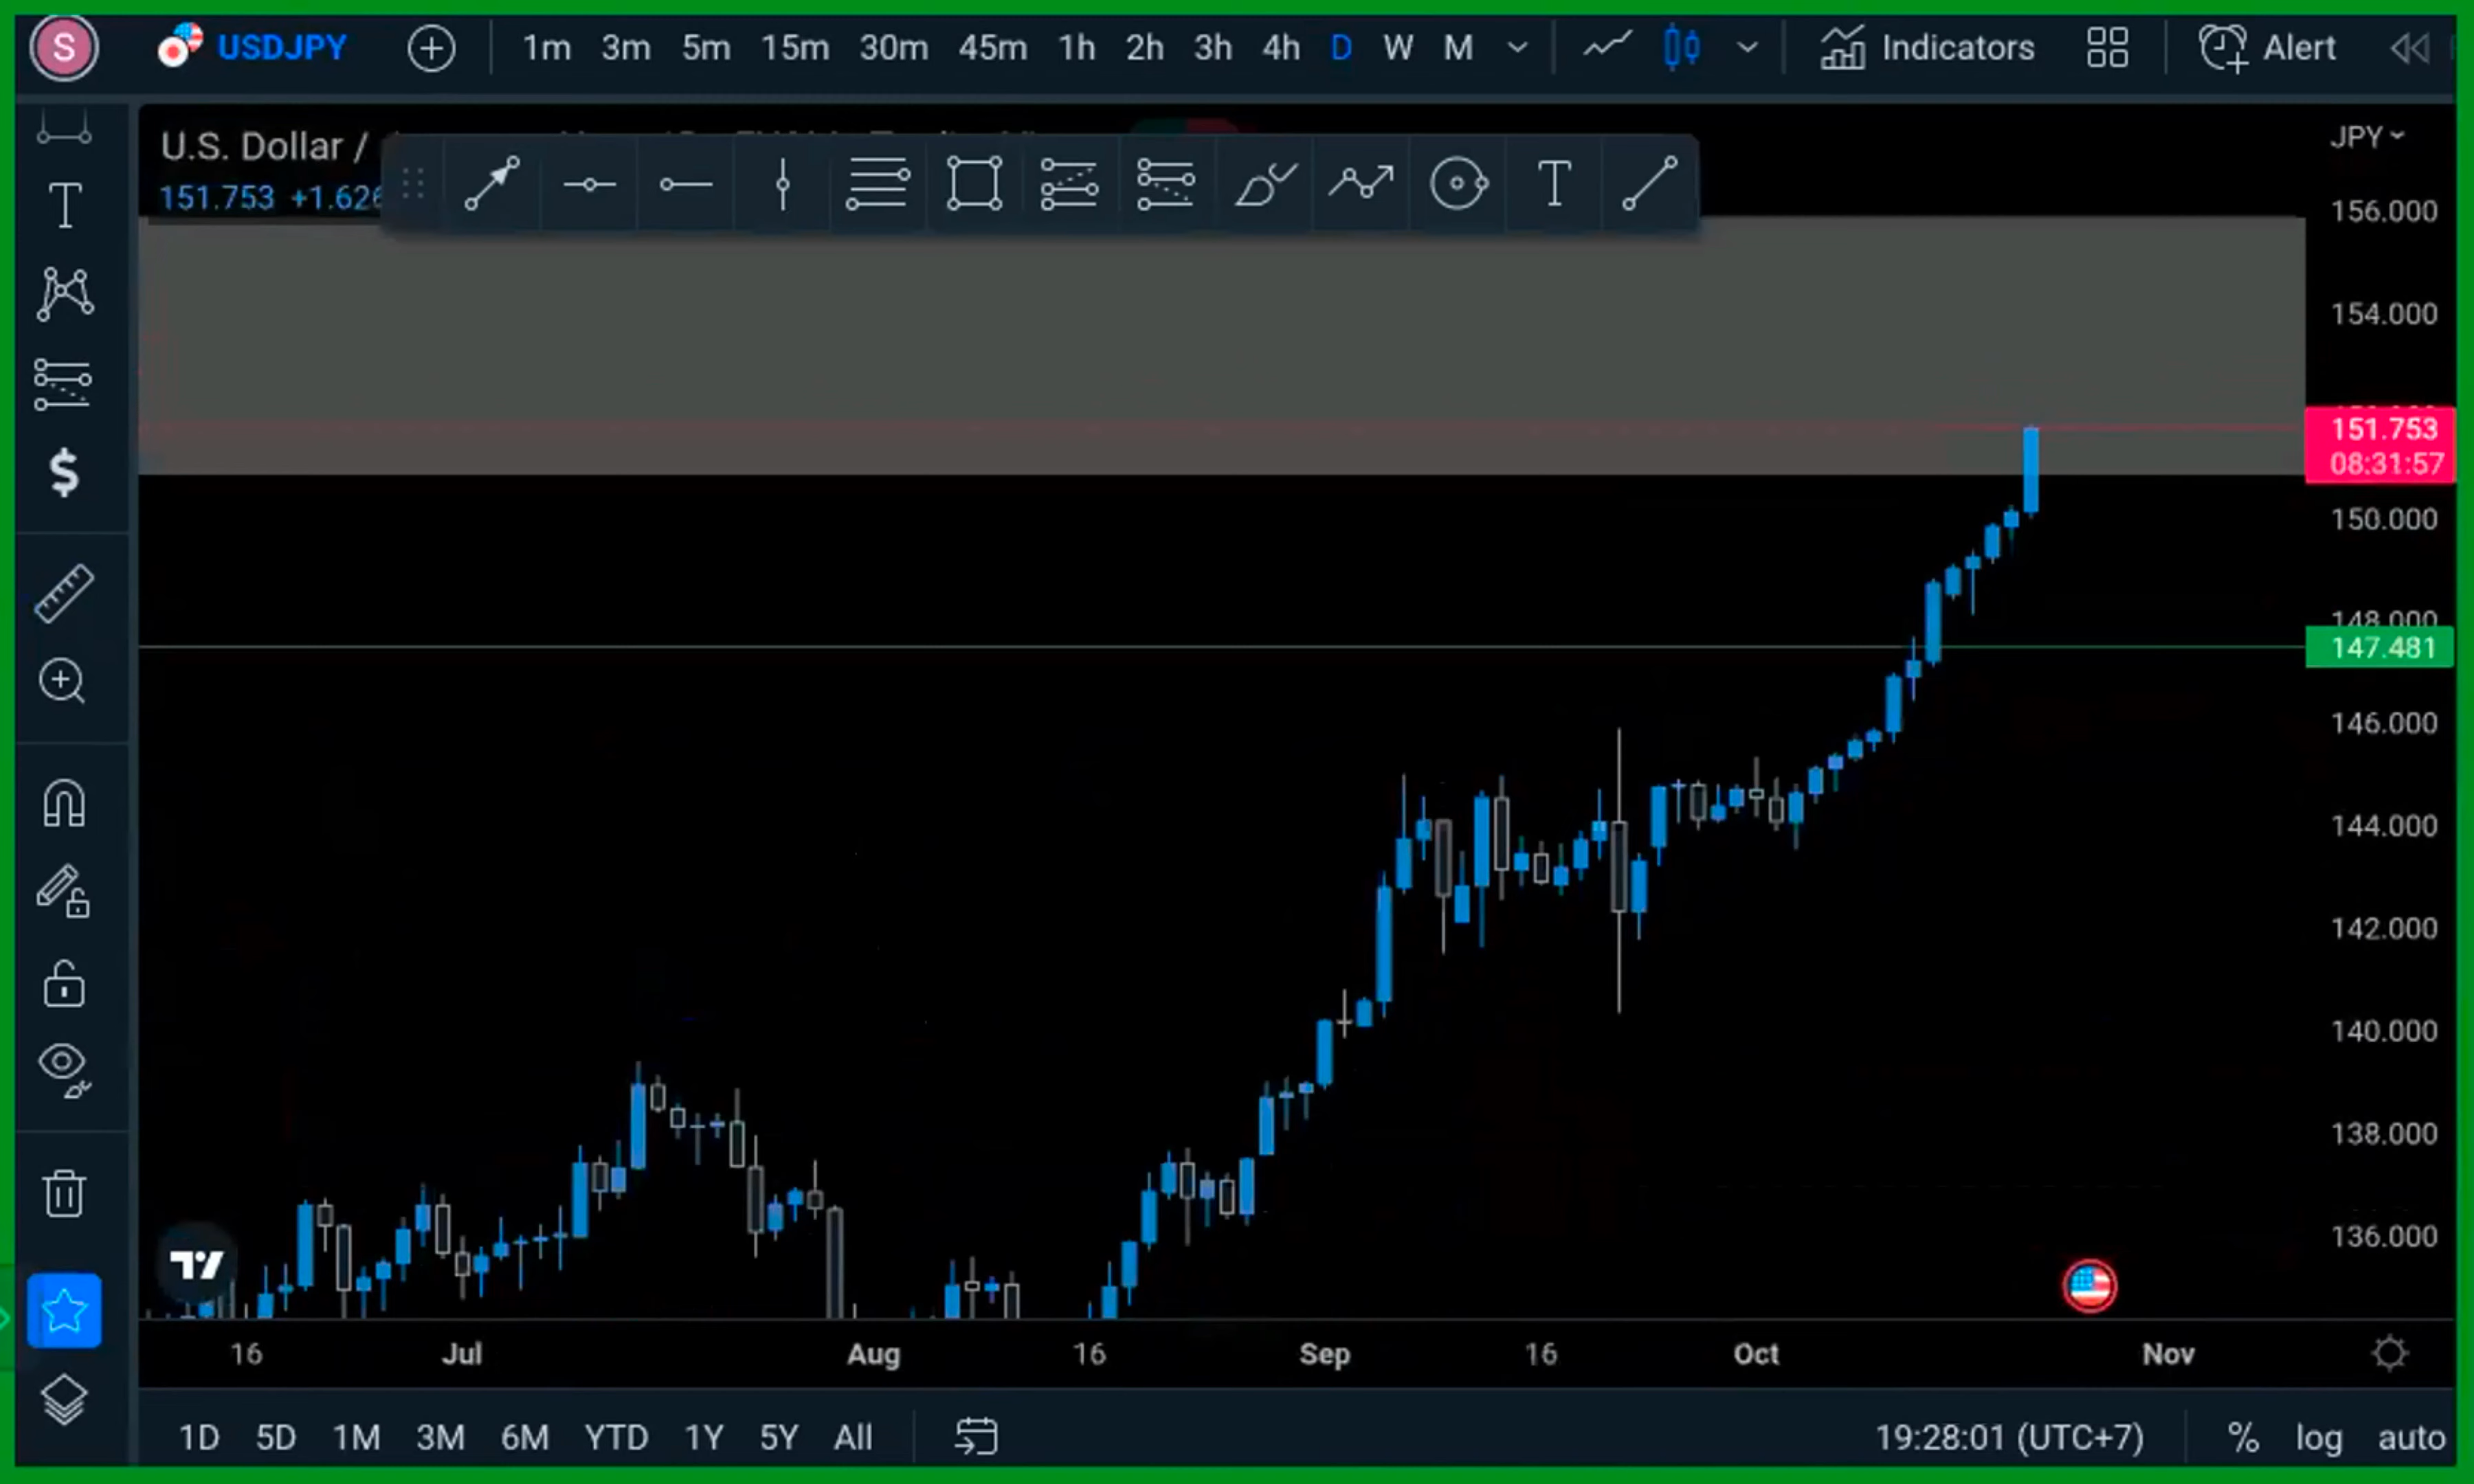 S USDJPY 1m 3m 5m 15m 30m 45m 1h 2h 3h 4h D W M Indicators Alert
U.S. Dollar /
151.753 +1.626
JPY
156.000
154.000
151.753
08:31:57
150.000
148.000
147.481
146.000
144.000
142.000
140.000
138.000
136.000
16 Jul Aug 16 Sep 16 Oct Nov
1D 5D 1M 3M 6M YTD 1Y 5Y All 19:28:01 (UTC+7) % log auto